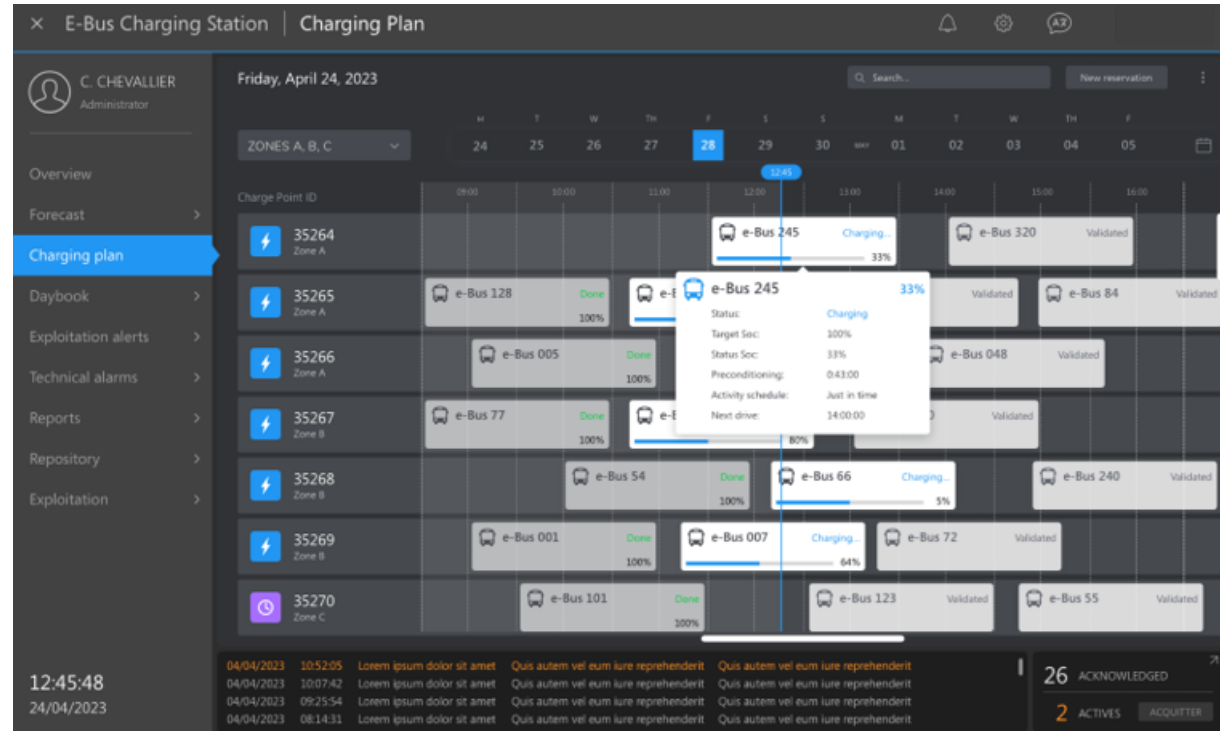 × E-Bus Charging Station | Charging Plan
C. CHEVALLIER
Administrator
Friday, April 24, 2023
Search...
New reservation
M T W TH F S S M T W TH F
ZONES A, B, C
24 25 26 27 28 29 30 MAY 01 02 03 04 05
12:45
Charge Point ID
09:00 10:00 11:00 12:00 13:00 14:00 15:00 16:00
Overview
Forecast
Charging plan
Daybook
Exploitation alerts
Technical alarms
Reports
Repository
Exploitation
35264
Zone A
e-Bus 245 Charging...
33%
e-Bus 320 Validated
35265
Zone A
e-Bus 128 Done
100%
Validated
e-Bus 84 Validated
e-Bus 245 33%
Status: Charging
Target Soc: 100%
Status Soc: 33%
Preconditioning: 0:43:00
Activity schedule: Just in time
Next drive: 14:00:00
35266
Zone A
e-Bus 005 Done
100%
e-Bus 048 Validated
35267
Zone B
e-Bus 77 Done
100%
80%
Validated
35268
Zone B
e-Bus 54 Done
100%
e-Bus 66 Charging...
5%
e-Bus 240 Validated
35269
Zone B
e-Bus 001 Done
100%
e-Bus 007 Charging...
64%
e-Bus 72 Validated
35270
Zone C
e-Bus 101 Done
100%
e-Bus 123 Validated
e-Bus 55 Validated
12:45:48
24/04/2023
04/04/2023 10:52:05 Lorem ipsum dolor sit amet Quis autem vel eum iure reprehenderit Quis autem vel eum iure reprehenderit
04/04/2023 10:07:42 Lorem ipsum dolor sit amet Quis autem vel eum iure reprehenderit Quis autem vel eum iure reprehenderit
04/04/2023 09:25:54 Lorem ipsum dolor sit amet Quis autem vel eum iure reprehenderit Quis autem vel eum iure reprehenderit
04/04/2023 08:14:31 Lorem ipsum dolor sit amet Quis autem vel eum iure reprehenderit Quis autem vel eum iure reprehenderit
26 ACKNOWLEDGED
2 ACTIVES ACQUITTER